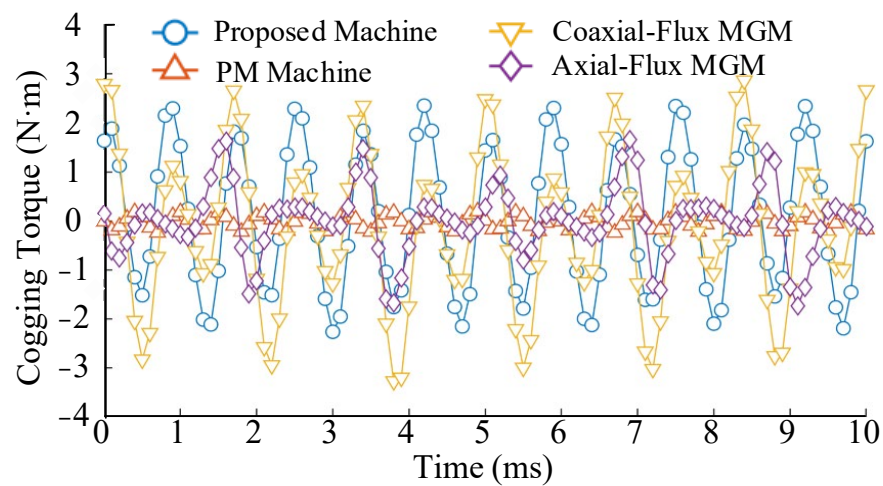 Proposed Machine
Coaxial-Flux MGM
PM Machine
Axial-Flux MGM
Cogging Torque (N·m)
4
3
2
1
0
−1
−2
−3
−4
0 1 2 3 4 5 6 7 8 9 10
Time (ms)